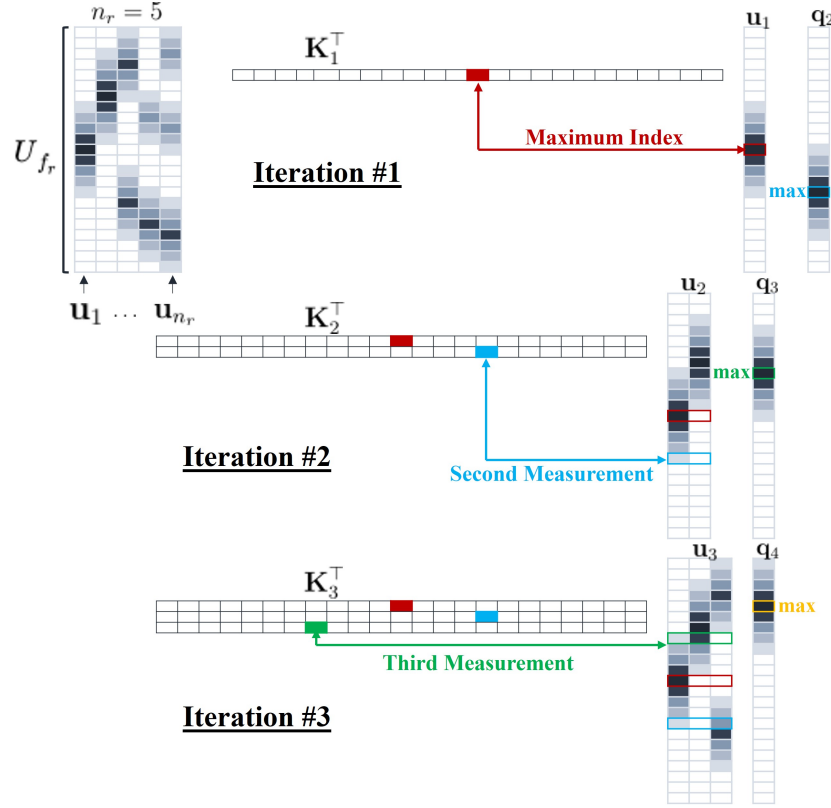 n_r = 5
U_{f_r}
u_1 … u_{n_r}
K_1^⊤
u_1
q_2
Maximum Index
max
Iteration #1
K_2^⊤
u_2
q_3
max
Second Measurement
Iteration #2
K_3^⊤
u_3
q_4
max
Third Measurement
Iteration #3